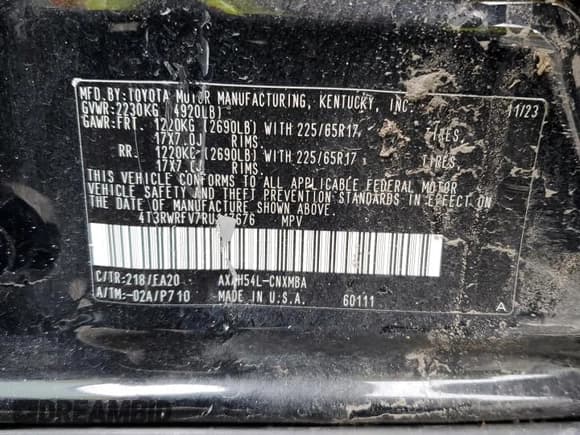 MFD.BY:TOYOTA MOTOR MANUFACTURING, KENTUCKY, INC. 11/23
GVWR:2230KG (4920LB)
GAWR:FRT. 1220KG (2690LB) WITH 225/65R17 TIRES,
17X7.0J RIMS.
RR. 1220KG (2690LB) WITH 225/65R17 TIRES
17X7. RIMS.
THIS VEHICLE CONFORMS TO ALL APPLICABLE FEDERAL MOTOR
VEHICLE SAFETY AND THEFT PREVENTION STANDARDS IN EFFECT ON
THE DATE OF MANUFACTURE SHOWN ABOVE.
MPV
C/TR:218/EA20 AXAH54L-CNXMBA
A/TM:-02A/P710 MADE IN U.S.A. 60111 A
DREAMBID